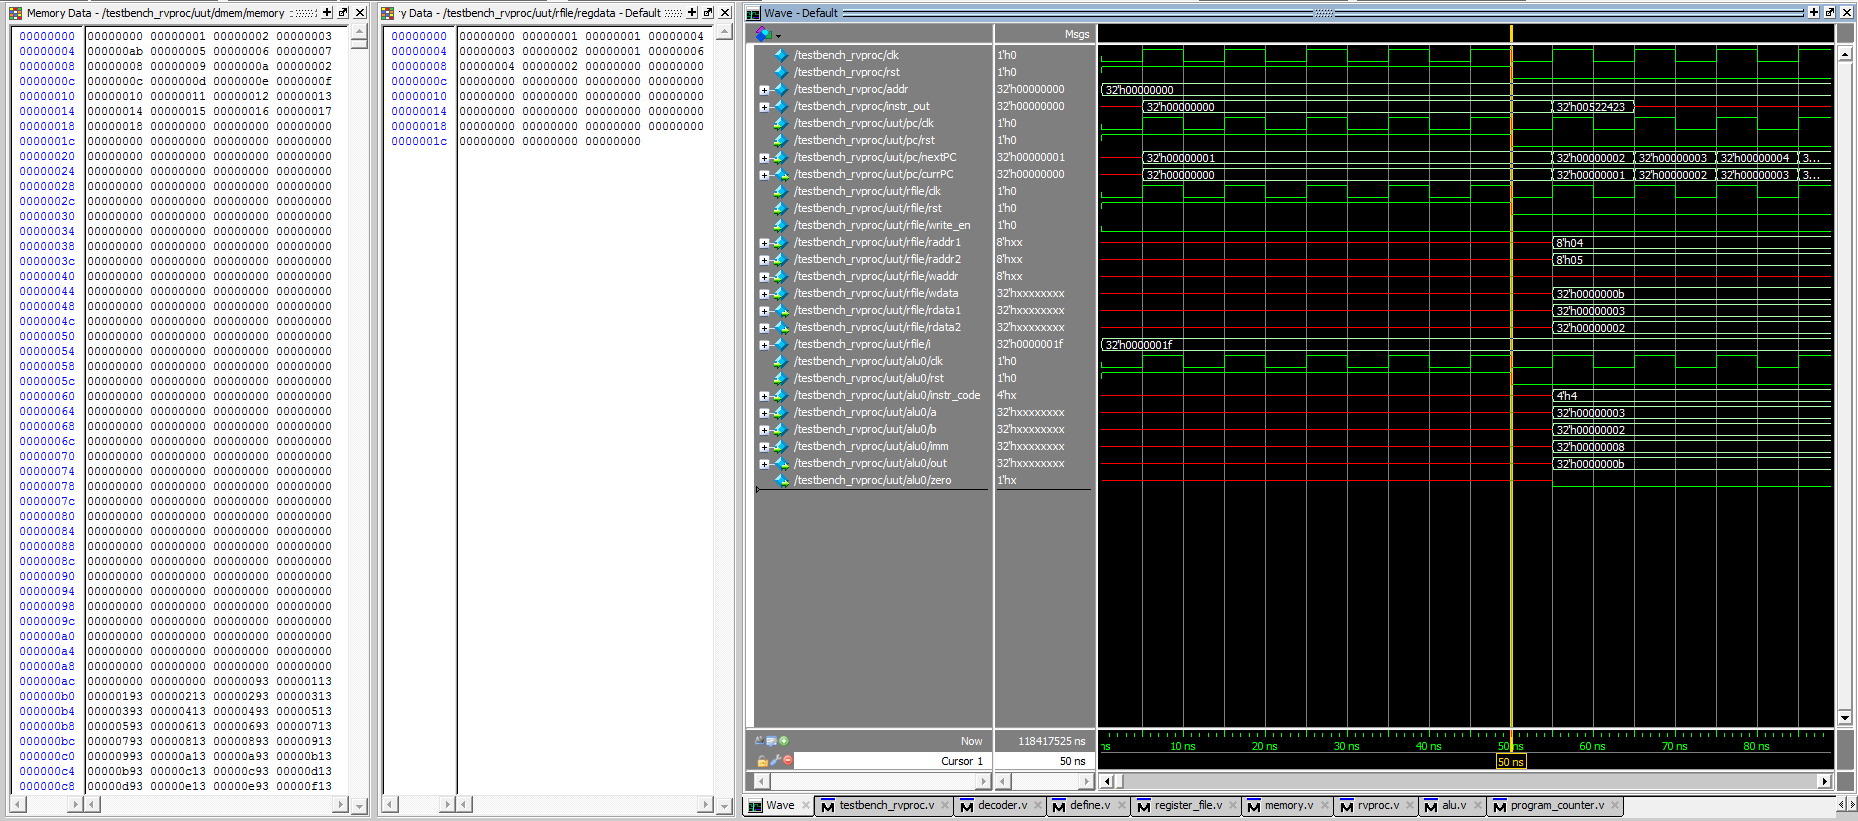 Memory Data - /testbench_rvproc/uut/dmem/memory
00000000 00000000 00000001 00000002 00000003
00000004 000000ab 00000005 00000006 00000007
00000008 00000008 00000009 0000000a 00000002
0000000c 0000000c 0000000d 0000000e 0000000f
00000010 00000010 00000011 00000012 00000013
00000014 00000014 00000015 00000016 00000017
00000018 00000018 00000000 00000000 00000000
0000001c 00000000 00000000 00000000 00000000
00000020 00000000 00000000 00000000 00000000
00000024 00000000 00000000 00000000 00000000
00000028 00000000 00000000 00000000 00000000
0000002c 00000000 00000000 00000000 00000000
00000030 00000000 00000000 00000000 00000000
00000034 00000000 00000000 00000000 00000000
00000038 00000000 00000000 00000000 00000000
0000003c 00000000 00000000 00000000 00000000
00000040 00000000 00000000 00000000 00000000
00000044 00000000 00000000 00000000 00000000
00000048 00000000 00000000 00000000 00000000
0000004c 00000000 00000000 00000000 00000000
00000050 00000000 00000000 00000000 00000000
00000054 00000000 00000000 00000000 00000000
00000058 00000000 00000000 00000000 00000000
0000005c 00000000 00000000 00000000 00000000
00000060 00000000 00000000 00000000 00000000
00000064 00000000 00000000 00000000 00000000
00000068 00000000 00000000 00000000 00000000
0000006c 00000000 00000000 00000000 00000000
00000070 00000000 00000000 00000000 00000000
00000074 00000000 00000000 00000000 00000000
00000078 00000000 00000000 00000000 00000000
0000007c 00000000 00000000 00000000 00000000
00000080 00000000 00000000 00000000 00000000
00000084 00000000 00000000 00000000 00000000
00000088 00000000 00000000 00000000 00000000
0000008c 00000000 00000000 00000000 00000000
00000090 00000000 00000000 00000000 00000000
00000094 00000000 00000000 00000000 00000000
00000098 00000000 00000000 00000000 00000000
0000009c 00000000 00000000 00000000 00000000
000000a0 00000000 00000000 00000000 00000000
000000a4 00000000 00000000 00000000 00000000
000000a8 00000000 00000000 00000000 00000000
000000ac 00000000 00000000 00000093 00000113
000000b0 00000193 00000213 00000293 00000313
000000b4 00000393 00000413 00000493 00000513
000000b8 00000593 00000613 00000693 00000713
000000bc 00000793 00000813 00000893 00000913
000000c0 00000993 00000a13 00000a93 00000b13
000000c4 00000b93 00000c13 00000c93 00000d13
000000c8 00000d93 00000e13 00000e93 00000f13
y Data - /testbench_rvproc/uut/rfile/regdata - Default
00000000 00000000 00000001 00000001 00000004
00000004 00000003 00000002 00000001 00000006
00000008 00000004 00000002 00000000 00000000
0000000c 00000000 00000000 00000000 00000000
00000010 00000000 00000000 00000000 00000000
00000014 00000000 00000000 00000000 00000000
00000018 00000000 00000000 00000000 00000000
0000001c 00000000 00000000 00000000
Wave - Default
Msgs
/testbench_rvproc/clk 1'h0
/testbench_rvproc/rst 1'h0
/testbench_rvproc/addr 32'h00000000 32'h00000000
/testbench_rvproc/instr_out 32'h00000000 32'h00000000 32'h00522423
/testbench_rvproc/uut/pc/clk 1'h0
/testbench_rvproc/uut/pc/rst 1'h0
/testbench_rvproc/uut/pc/nextPC 32'h00000001 32'h00000001 32'h00000002 32'h00000003 32'h00000004 3...
/testbench_rvproc/uut/pc/currPC 32'h00000000 32'h00000000 32'h00000001 32'h00000002 32'h00000003 3...
/testbench_rvproc/uut/rfile/clk 1'h0
/testbench_rvproc/uut/rfile/rst 1'h0
/testbench_rvproc/uut/rfile/write_en 1'h0
/testbench_rvproc/uut/rfile/raddr1 8'hxx 8'h04
/testbench_rvproc/uut/rfile/raddr2 8'hxx 8'h05
/testbench_rvproc/uut/rfile/waddr 8'hxx
/testbench_rvproc/uut/rfile/wdata 32'hxxxxxxxx 32'h0000000b
/testbench_rvproc/uut/rfile/rdata1 32'hxxxxxxxx 32'h00000003
/testbench_rvproc/uut/rfile/rdata2 32'hxxxxxxxx 32'h00000002
/testbench_rvproc/uut/rfile/i 32'h0000001f 32'h0000001f
/testbench_rvproc/uut/alu0/clk 1'h0
/testbench_rvproc/uut/alu0/rst 1'h0
/testbench_rvproc/uut/alu0/instr_code 4'hx 4'h4
/testbench_rvproc/uut/alu0/a 32'hxxxxxxxx 32'h00000003
/testbench_rvproc/uut/alu0/b 32'hxxxxxxxx 32'h00000002
/testbench_rvproc/uut/alu0/imm 32'hxxxxxxxx 32'h00000008
/testbench_rvproc/uut/alu0/out 32'hxxxxxxxx 32'h0000000b
/testbench_rvproc/uut/alu0/zero 1'hx
Now 118417525 ns ns 10 ns 20 ns 30 ns 40 ns 50 ns 60 ns 70 ns 80 ns
Cursor 1 50 ns 50 ns
Wave testbench_rvproc.v decoder.v define.v register_file.v memory.v rvproc.v alu.v program_counter.v